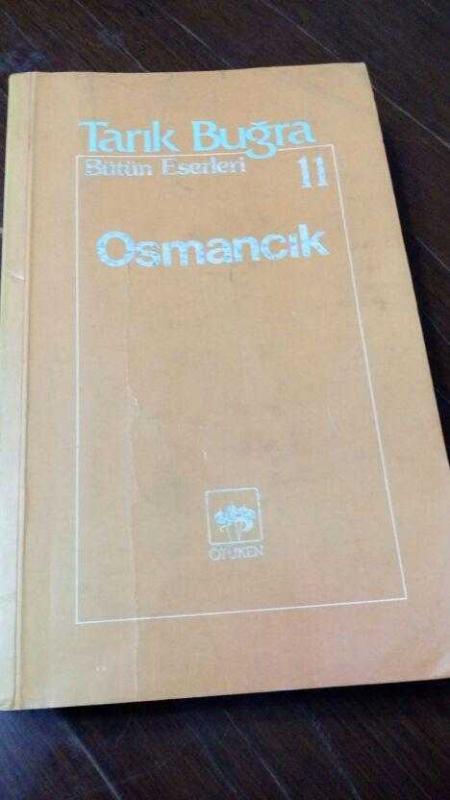 Tarık Buğra
Bütün Eserleri 11
Osmancık
ÖTÜKEN